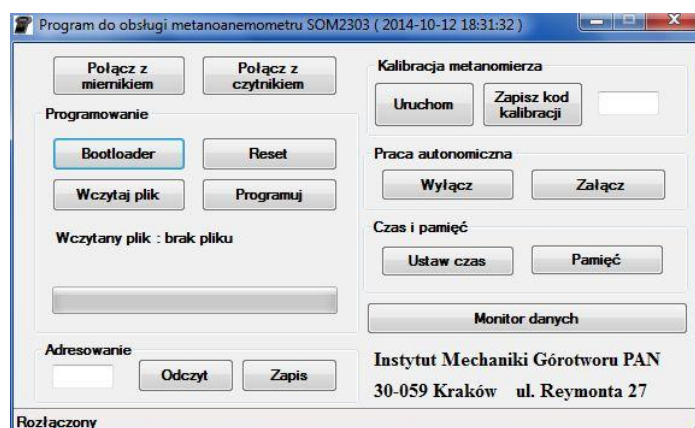 Program do obsługi metanoanemometru SOM2303 ( 2014-10-12 18:31:32 )
Połącz z
miernikiem
Połącz z
czytnikiem
Programowanie
Bootloader
Reset
Wczytaj plik
Programuj
Wczytany plik : brak pliku
Adresowanie
Odczyt
Zapis
Kalibracja metanomierza
Uruchom
Zapisz kod
kalibracji
Praca autonomiczna
Wyłącz
Załącz
Czas i pamięć
Ustaw czas
Pamięć
Monitor danych
Instytut Mechaniki Górotworu PAN
30-059 Kraków ul. Reymonta 27
Rozłączony